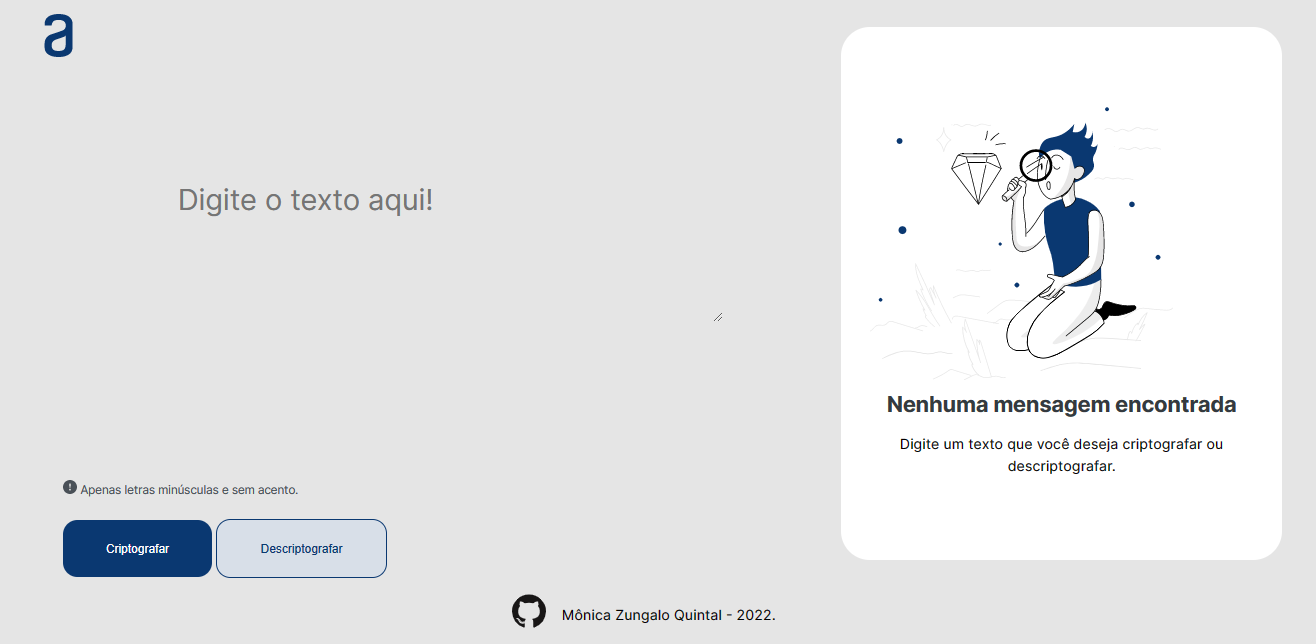 a
Digite o texto aqui!
Nenhuma mensagem encontrada
Digite um texto que você deseja criptografar ou
descriptografar.
Apenas letras minúsculas e sem acento.
Criptografar
Descriptografar
Mônica Zungalo Quintal - 2022.